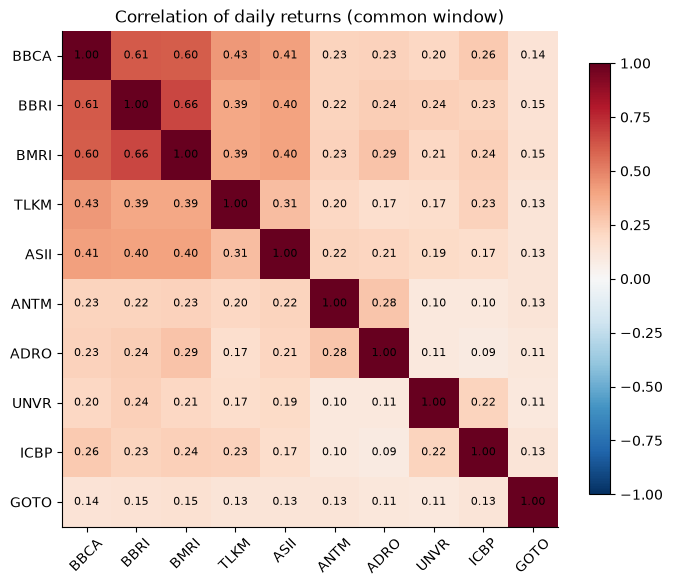 Correlation of daily returns (common window)
BBCA 1.00 0.61 0.60 0.43 0.41 0.23 0.23 0.20 0.26 0.14
BBRI 0.61 1.00 0.66 0.39 0.40 0.22 0.24 0.24 0.23 0.15
BMRI 0.60 0.66 1.00 0.39 0.40 0.23 0.29 0.21 0.24 0.15
TLKM 0.43 0.39 0.39 1.00 0.31 0.20 0.17 0.17 0.23 0.13
ASII 0.41 0.40 0.40 0.31 1.00 0.22 0.21 0.19 0.17 0.13
ANTM 0.23 0.22 0.23 0.20 0.22 1.00 0.28 0.10 0.10 0.13
ADRO 0.23 0.24 0.29 0.17 0.21 0.28 1.00 0.11 0.09 0.11
UNVR 0.20 0.24 0.21 0.17 0.19 0.10 0.11 1.00 0.22 0.11
ICBP 0.26 0.23 0.24 0.23 0.17 0.10 0.09 0.22 1.00 0.13
GOTO 0.14 0.15 0.15 0.13 0.13 0.13 0.11 0.11 0.13 1.00
BBCA BBRI BMRI TLKM ASII ANTM ADRO UNVR ICBP GOTO
1.00
0.75
0.50
0.25
0.00
−0.25
−0.50
−0.75
−1.00